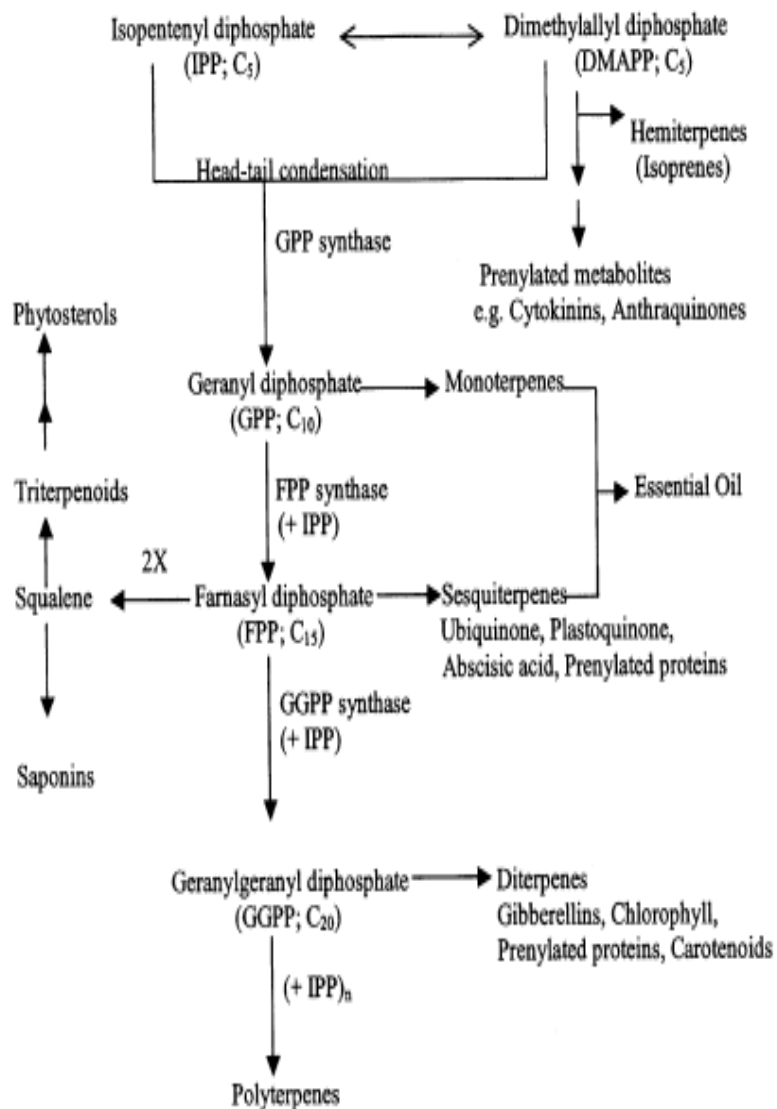 Isopentenyl diphosphate
(IPP; C₅)
Dimethylallyl diphosphate
(DMAPP; C₅)
Hemiterpenes
(Isoprenes)
Head-tail condensation
GPP synthase
Prenylated metabolites
e.g. Cytokinins, Anthraquinones
Phytosterols
Geranyl diphosphate
(GPP; C₁₀)
Monoterpenes
Triterpenoids
FPP synthase
(+ IPP)
Essential Oil
2X
Squalene
Farnasyl diphosphate
(FPP; C₁₅)
Sesquiterpenes
Ubiquinone, Plastoquinone,
Abscisic acid, Prenylated proteins
GGPP synthase
(+ IPP)
Saponins
Geranylgeranyl diphosphate
(GGPP; C₂₀)
Diterpenes
Gibberellins, Chlorophyll,
Prenylated proteins, Carotenoids
(+ IPP)ₙ
Polyterpenes